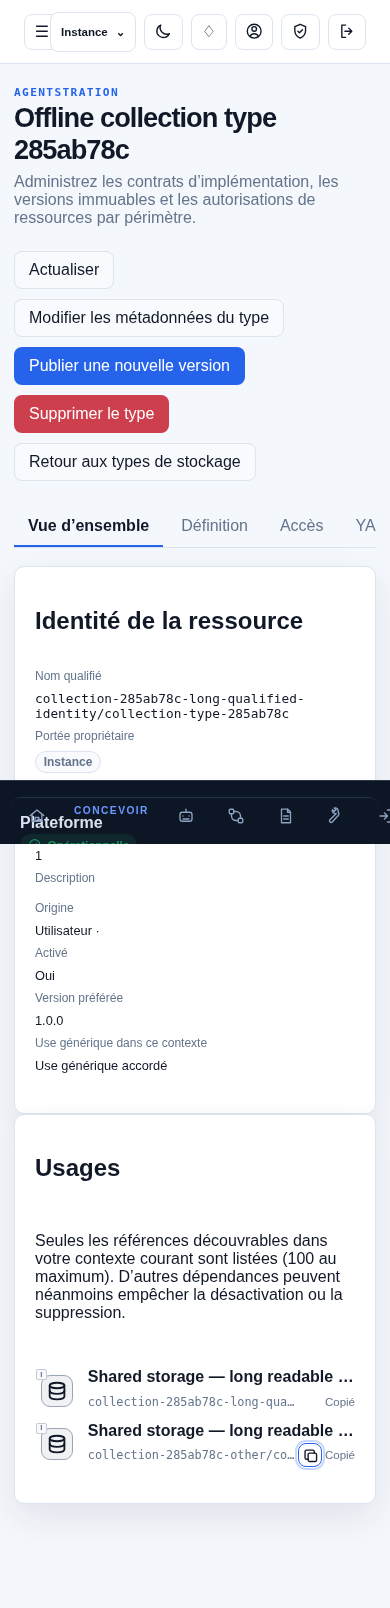 Instance
AGENTSTRATION
Offline collection type
285ab78c
Administrez les contrats d’implémentation, les
versions immuables et les autorisations de
ressources par périmètre.
Actualiser
Modifier les métadonnées du type
Publier une nouvelle version
Supprimer le type
Retour aux types de stockage
Vue d’ensemble Définition Accès YA
Identité de la ressource
Nom qualifié
collection-285ab78c-long-qualified-
identity/collection-type-285ab78c
Portée propriétaire
Instance
CONCEVOIR
Plateforme
Opérationnelle
1
Description
Origine
Utilisateur ·
Activé
Oui
Version préférée
1.0.0
Use générique dans ce contexte
Use générique accordé
Usages
Seules les références découvrables dans
votre contexte courant sont listées (100 au
maximum). D’autres dépendances peuvent
néanmoins empêcher la désactivation ou la
suppression.
I
Shared storage — long readable …
collection-285ab78c-long-qua… Copié
I
Shared storage — long readable …
collection-285ab78c-other/co… Copié